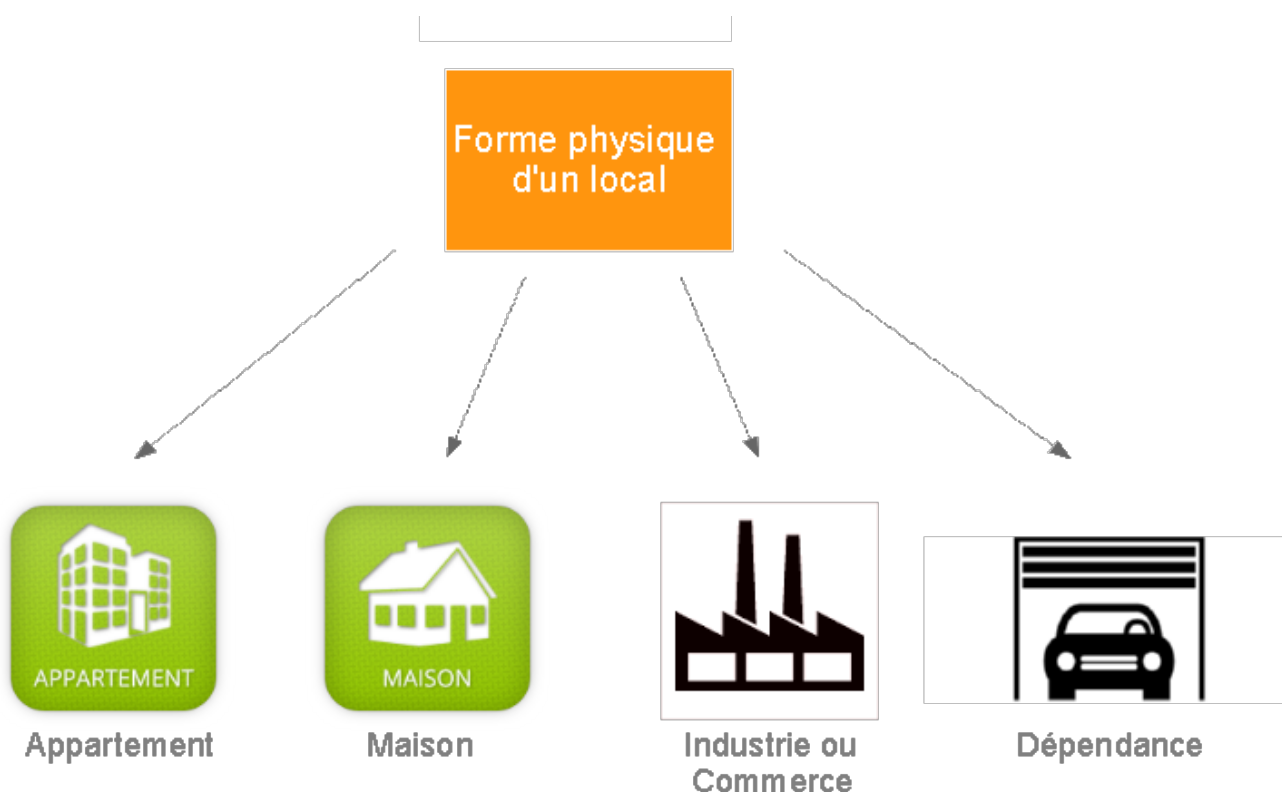 Forme physique
d'un local
APPARTEMENT
MAISON
Appartement
Maison
Industrie ou
Commerce
Dépendance